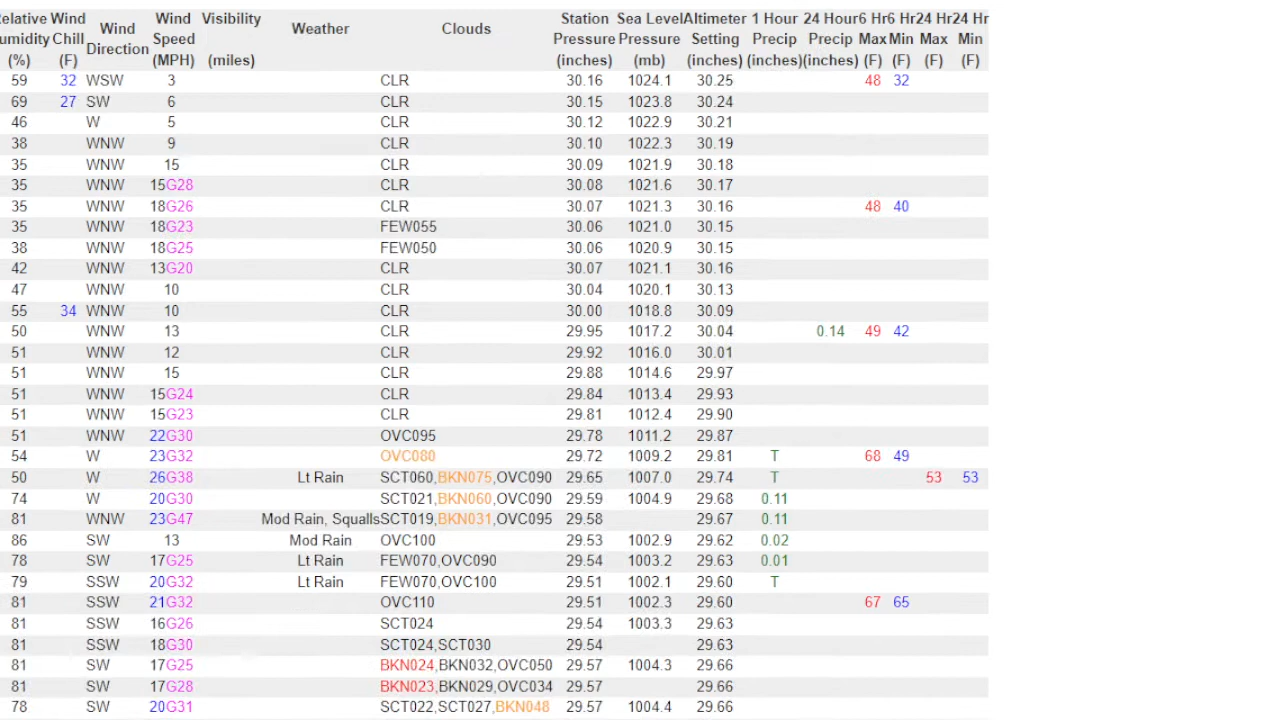 elative Wind Wind Wind Visibility Weather Clouds Station Sea Level Altimeter 1 Hour 24 Hour 6 Hr 6 Hr 24 Hr 24 Hr
umidity Chill Direction Speed Pressure Pressure Setting Precip Precip Max Min Max Min
(%) (F) (MPH) (miles) (inches) (mb) (inches) (inches) (inches) (F) (F) (F) (F)
59 32 WSW 3 CLR 30.16 1024.1 30.25 48 32
69 27 SW 6 CLR 30.15 1023.8 30.24
46 W 5 CLR 30.12 1022.9 30.21
38 WNW 9 CLR 30.10 1022.3 30.19
35 WNW 15 CLR 30.09 1021.9 30.18
35 WNW 15G28 CLR 30.08 1021.6 30.17
35 WNW 18G26 CLR 30.07 1021.3 30.16 48 40
35 WNW 18G23 FEW055 30.06 1021.0 30.15
38 WNW 18G25 FEW050 30.06 1020.9 30.15
42 WNW 13G20 CLR 30.07 1021.1 30.16
47 WNW 10 CLR 30.04 1020.1 30.13
55 34 WNW 10 CLR 30.00 1018.8 30.09
50 WNW 13 CLR 29.95 1017.2 30.04 0.14 49 42
51 WNW 12 CLR 29.92 1016.0 30.01
51 WNW 15 CLR 29.88 1014.6 29.97
51 WNW 15G24 CLR 29.84 1013.4 29.93
51 WNW 15G23 CLR 29.81 1012.4 29.90
51 WNW 22G30 OVC095 29.78 1011.2 29.87
54 W 23G32 OVC080 29.72 1009.2 29.81 T 68 49
50 W 26G38 Lt Rain SCT060,BKN075,OVC090 29.65 1007.0 29.74 T 53 53
74 W 20G30 SCT021,BKN060,OVC090 29.59 1004.9 29.68 0.11
81 WNW 23G47 Mod Rain, Squalls SCT019,BKN031,OVC095 29.58 29.67 0.11
86 SW 13 Mod Rain OVC100 29.53 1002.9 29.62 0.02
78 SW 17G25 Lt Rain FEW070,OVC090 29.54 1003.2 29.63 0.01
79 SSW 20G32 Lt Rain FEW070,OVC100 29.51 1002.1 29.60 T
81 SSW 21G32 OVC110 29.51 1002.3 29.60 67 65
81 SSW 16G26 SCT024 29.54 1003.3 29.63
81 SSW 18G30 SCT024,SCT030 29.54 29.63
81 SW 17G25 BKN024,BKN032,OVC050 29.57 1004.3 29.66
81 SW 17G28 BKN023,BKN029,OVC034 29.57 29.66
78 SW 20G31 SCT022,SCT027,BKN048 29.57 1004.4 29.66